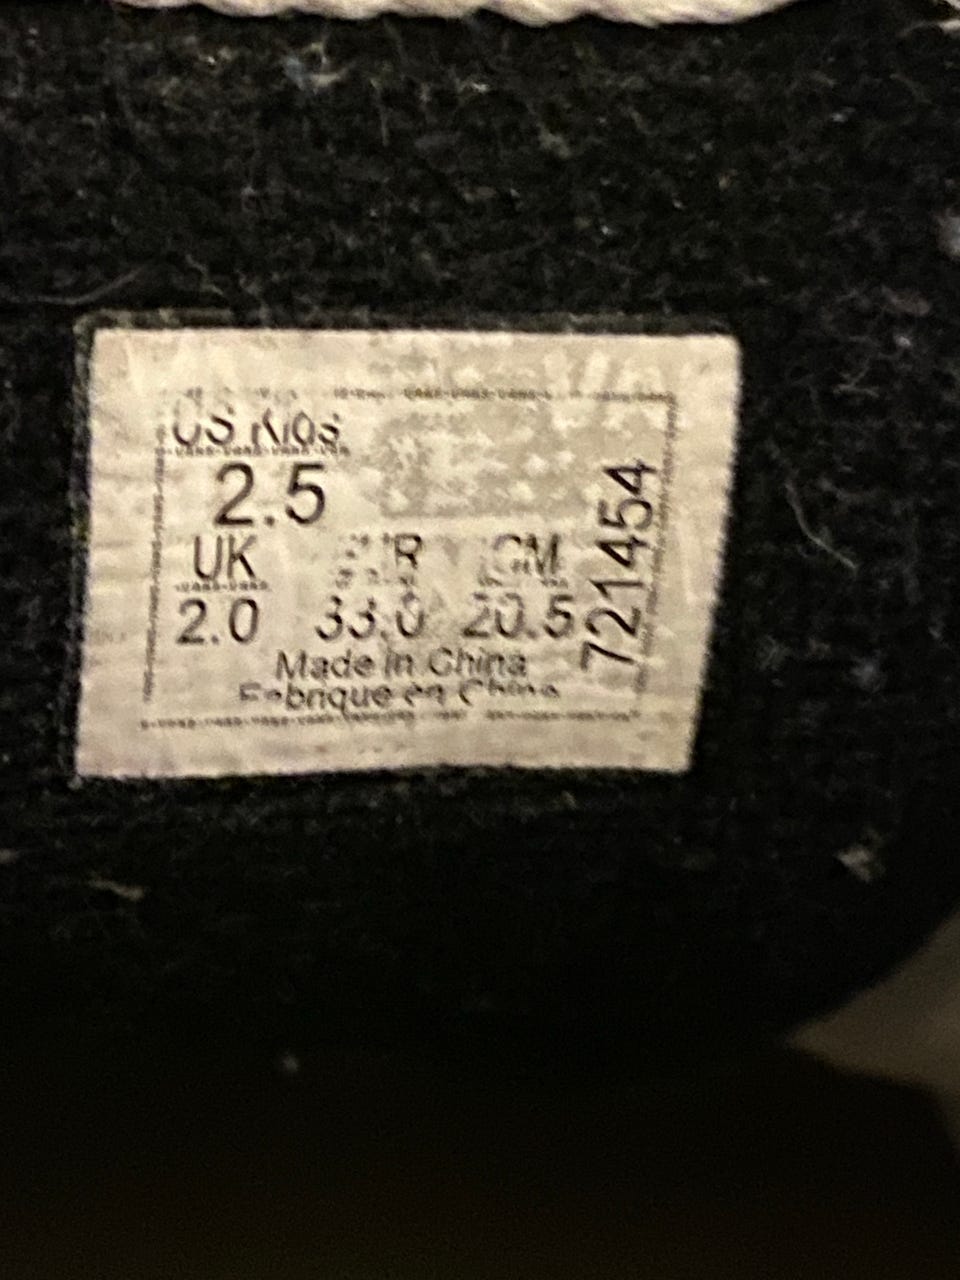 US Kids
2.5
UK EUR CM
2.0 33.0 20.5
Made in China
Fabrique en China
721454